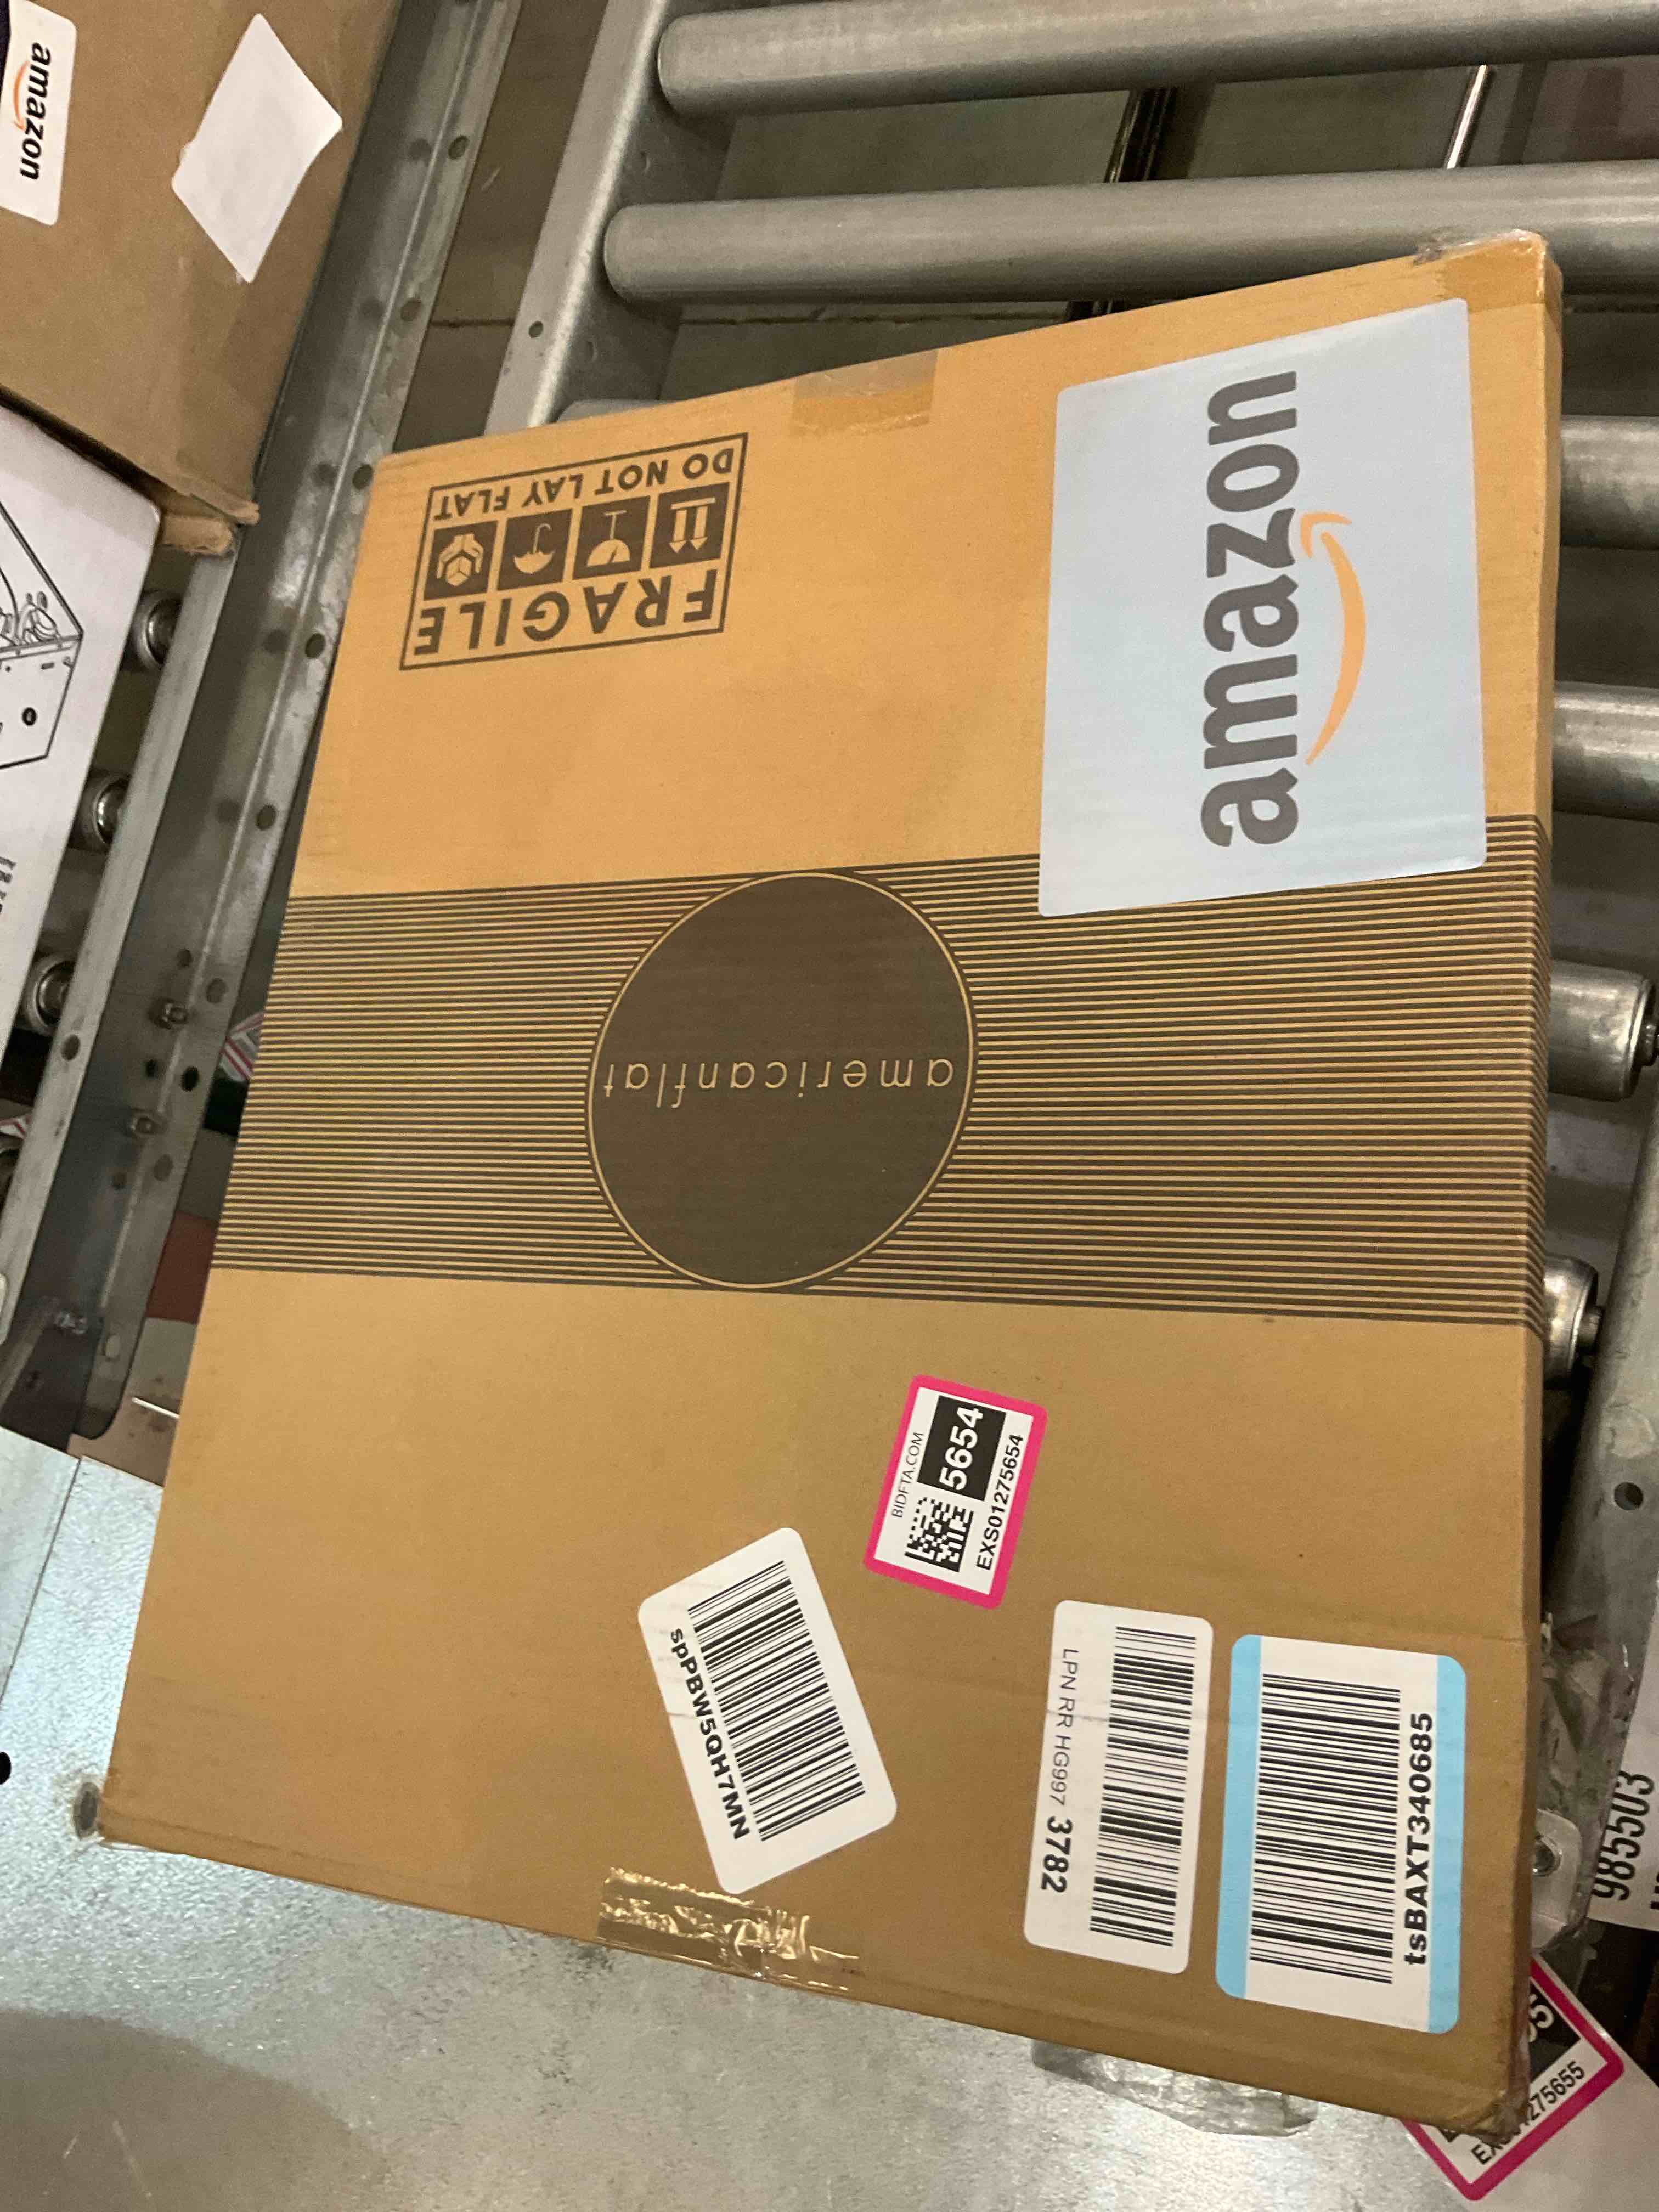 amazon
DO NOT LAY FLAT
FRAGILE
amazon
americanflat
BIDFTA.COM
5654
EXS01275654
spPBW5QH7MN
LPN RR HG997 3782
tsBAXT340685
985503